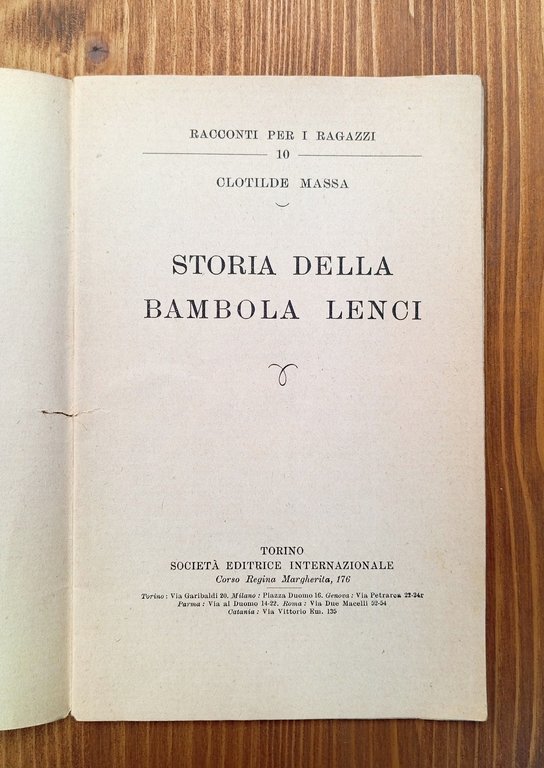 RACCONTI PER I RAGAZZI
10
CLOTILDE MASSA
STORIA DELLA
BAMBOLA LENCI
TORINO
SOCIETÀ EDITRICE INTERNAZIONALE
Corso Regina Margherita, 176
Torino: Via Garibaldi 20. Milano: Piazza Duomo 16. Genova: Via Petrarca 22-24r
Parma: Via al Duomo 14-22. Roma: Via Due Macelli 52-54
Catania: Via Vittorio Em. 135